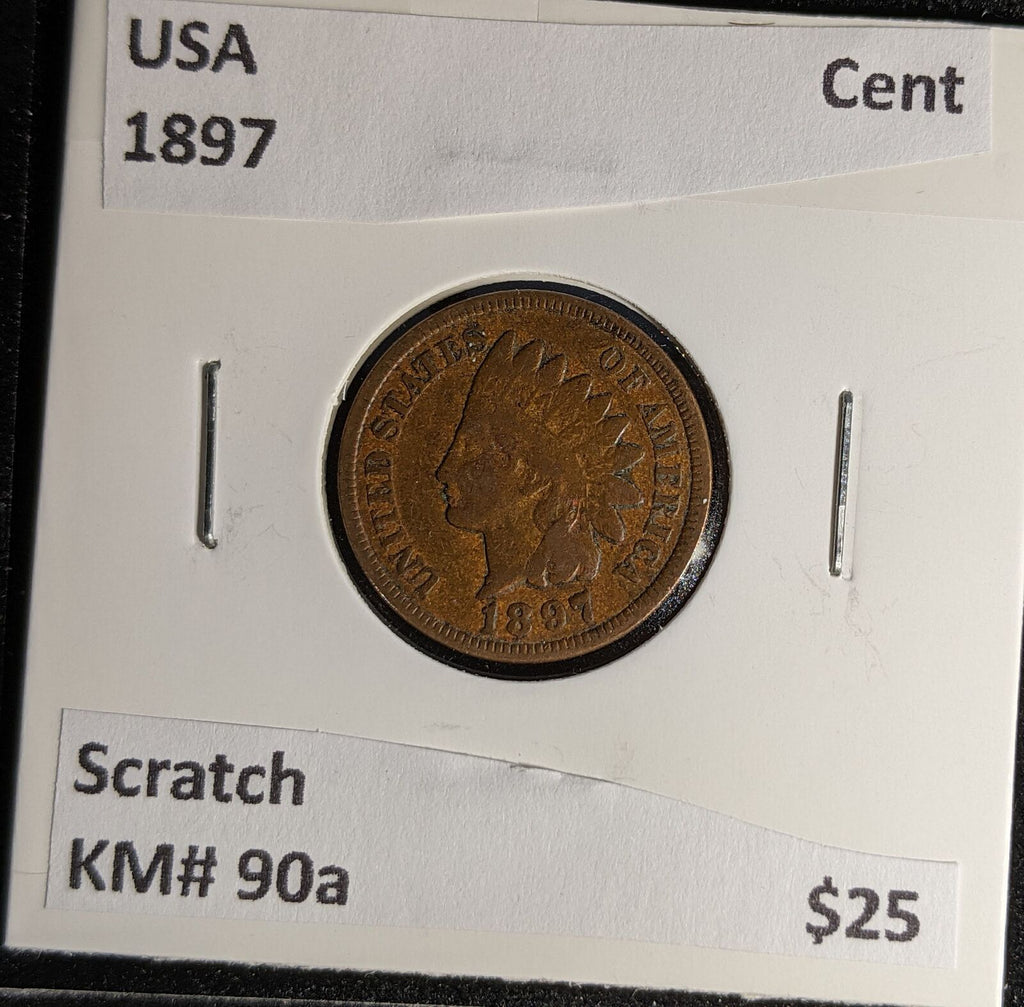 USA
Cent
1897
UNITED STATES OF AMERICA
1897
Scratch
KM# 90a
$25